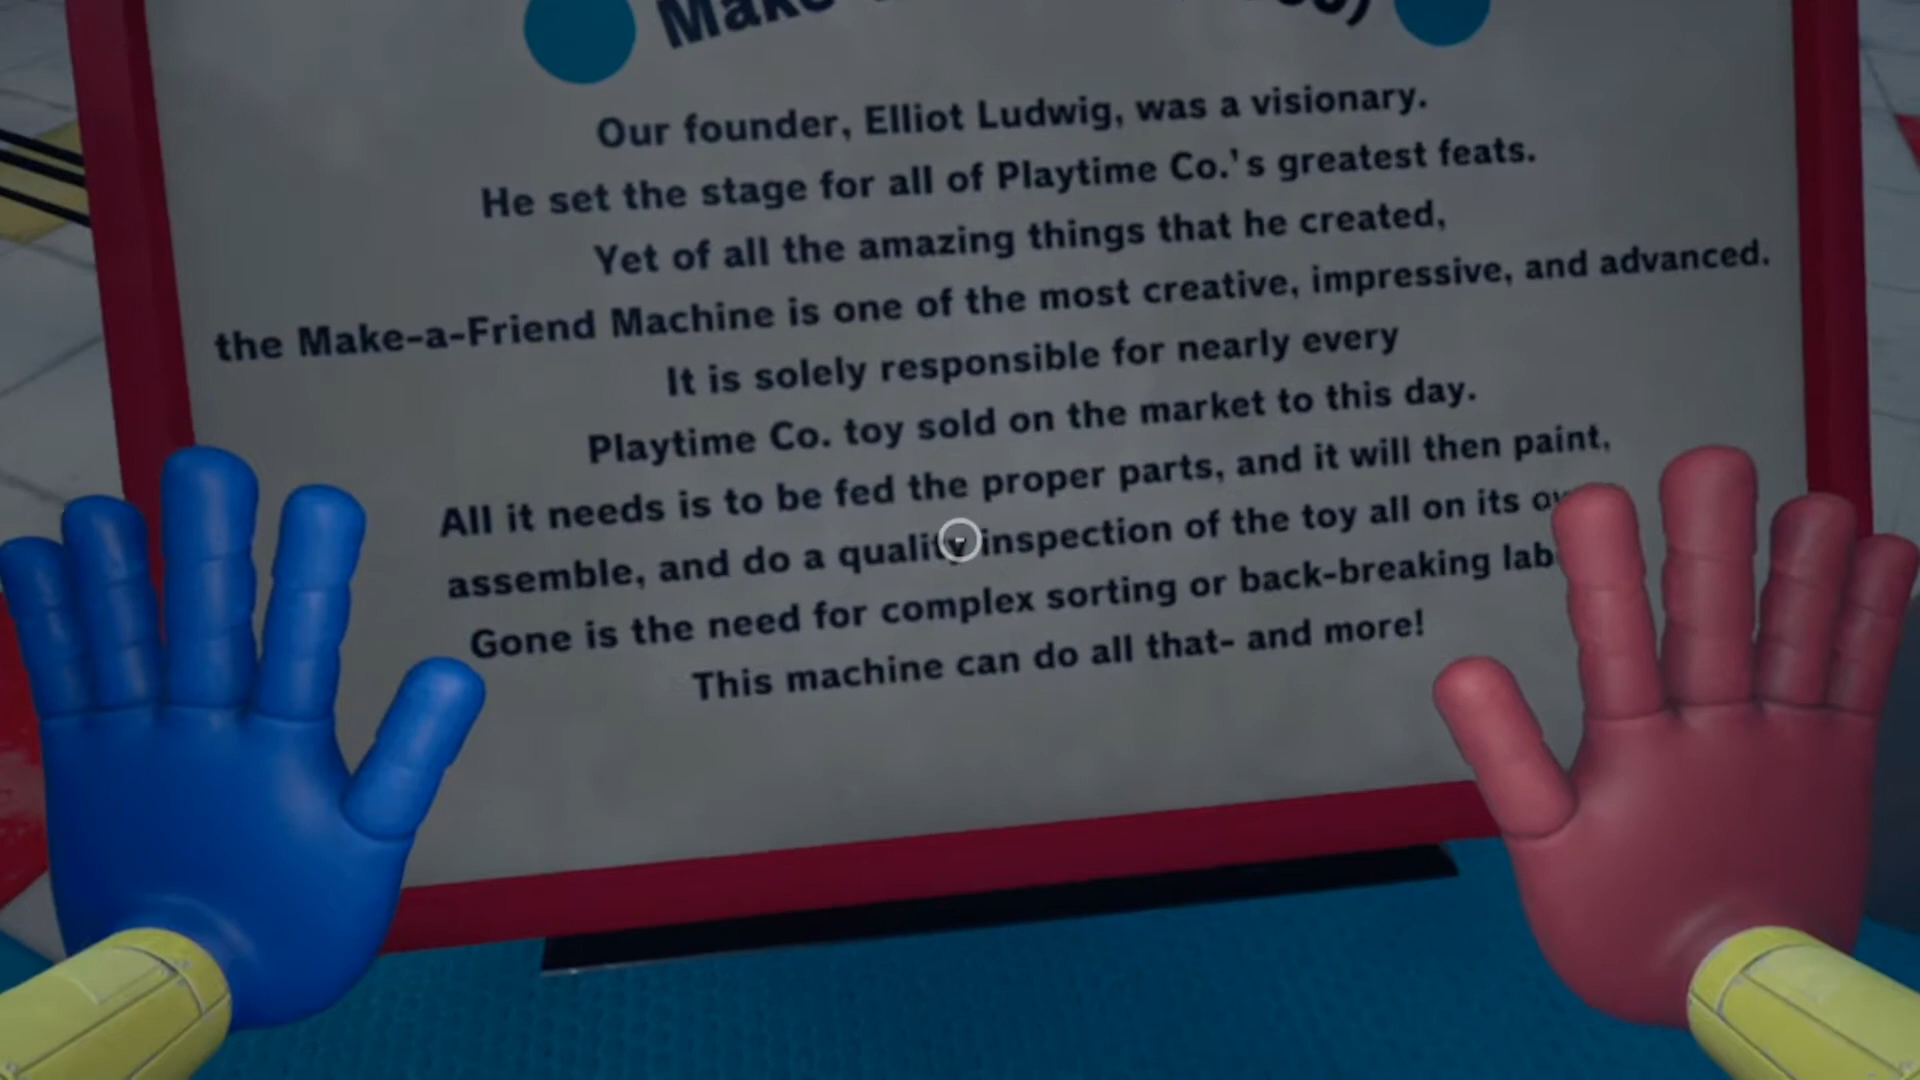 Our founder, Elliot Ludwig, was a visionary.
He set the stage for all of Playtime Co.'s greatest feats.
Yet of all the amazing things that he created,
the Make-a-Friend Machine is one of the most creative, impressive, and advanced.
It is solely responsible for nearly every
Playtime Co. toy sold on the market to this day.
All it needs is to be fed the proper parts, and it will then paint,
assemble, and do a quality inspection of the toy all on its
Gone is the need for complex sorting or back-breaking
This machine can do all that- and more!